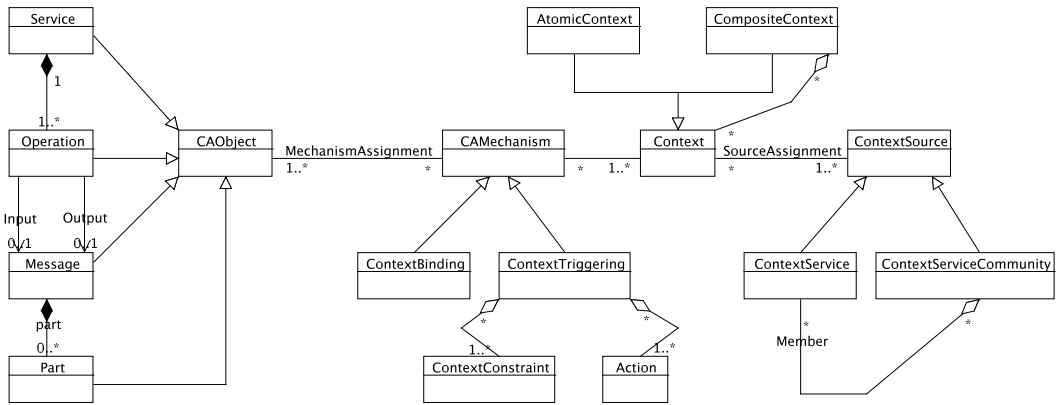 Service
AtomicContext
CompositeContext
1
*
1..*
*
Operation
CAObject
MechanismAssignment
CAMechanism
Context
SourceAssignment
ContextSource
1..*
*
*
1..*
*
1..*
Input
Output
0..1
0..1
Message
ContextBinding
ContextTriggering
ContextService
ContextServiceCommunity
part
*
*
*
*
Member
0..*
1..*
1..*
Part
ContextConstraint
Action